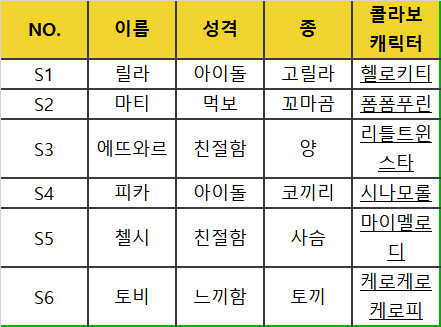 NO. 이름 성격 종 콜라보
캐릭터
S1 릴라 아이돌 고릴라 헬로키티
S2 마티 먹보 꼬마곰 폼폼푸린
S3 에뜨와르 친절함 양 리틀트윈
스타
S4 피카 아이돌 코끼리 시나모롤
S5 첼시 친절함 사슴 마이멜로
디
S6 토비 느끼함 토끼 케로케로
케로피